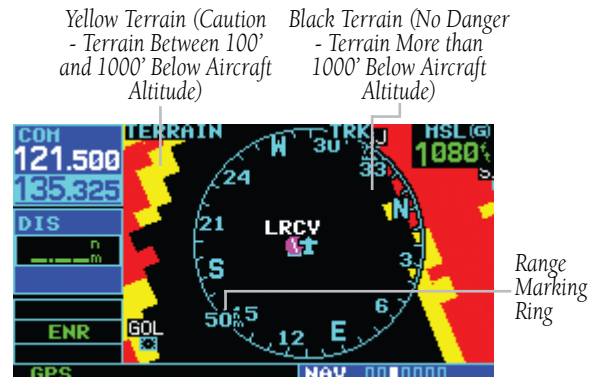 Yellow Terrain (Caution
- Terrain Between 100’
and 1000’ Below Aircraft
Altitude)
Black Terrain (No Danger
- Terrain More than
1000’ Below Aircraft
Altitude)
COM
121.500
135.325
TERRAIN
TRK
MSL(G)
1080
DIS
n
m
W
30
33
24
N
21
LRCV
S
3
50
15
6
12
E
Range
Marking
Ring
ENR
GOL
GPS
NAV